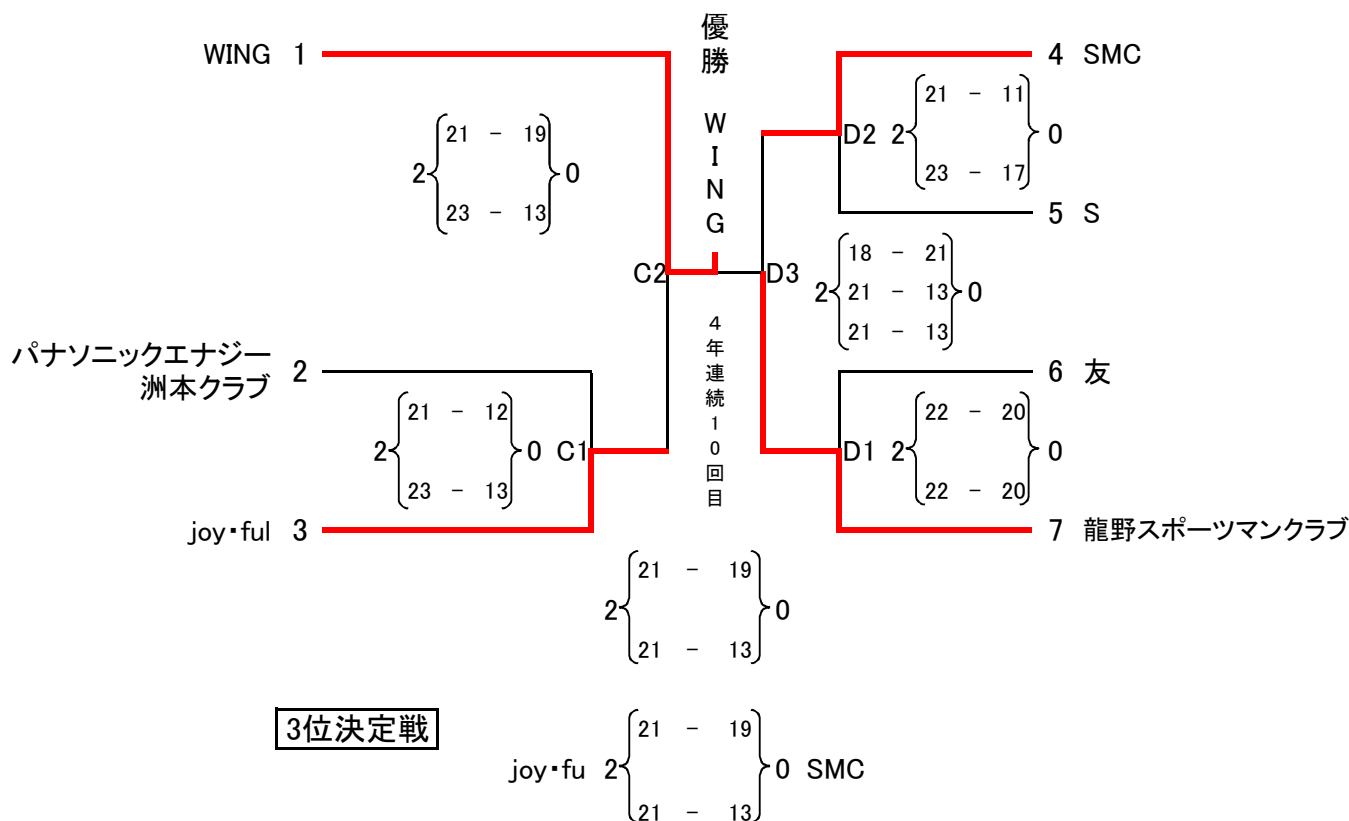 優勝 WING
4年連続10回目
WING 1
2 0
21 - 19
23 - 13
C2
パナソニックエナジー
洲本クラブ 2
2 0 C1
21 - 12
23 - 13
joy・ful 3
4 SMC
D2 2 0
21 - 11
23 - 17
5 S
D3
2 0
18 - 21
21 - 13
21 - 13
6 友
D1 2 0
22 - 20
22 - 20
7 龍野スポーツマンクラブ
2 0
21 - 19
21 - 13
3位決定戦
joy・fu 2 0 SMC
21 - 19
21 - 13